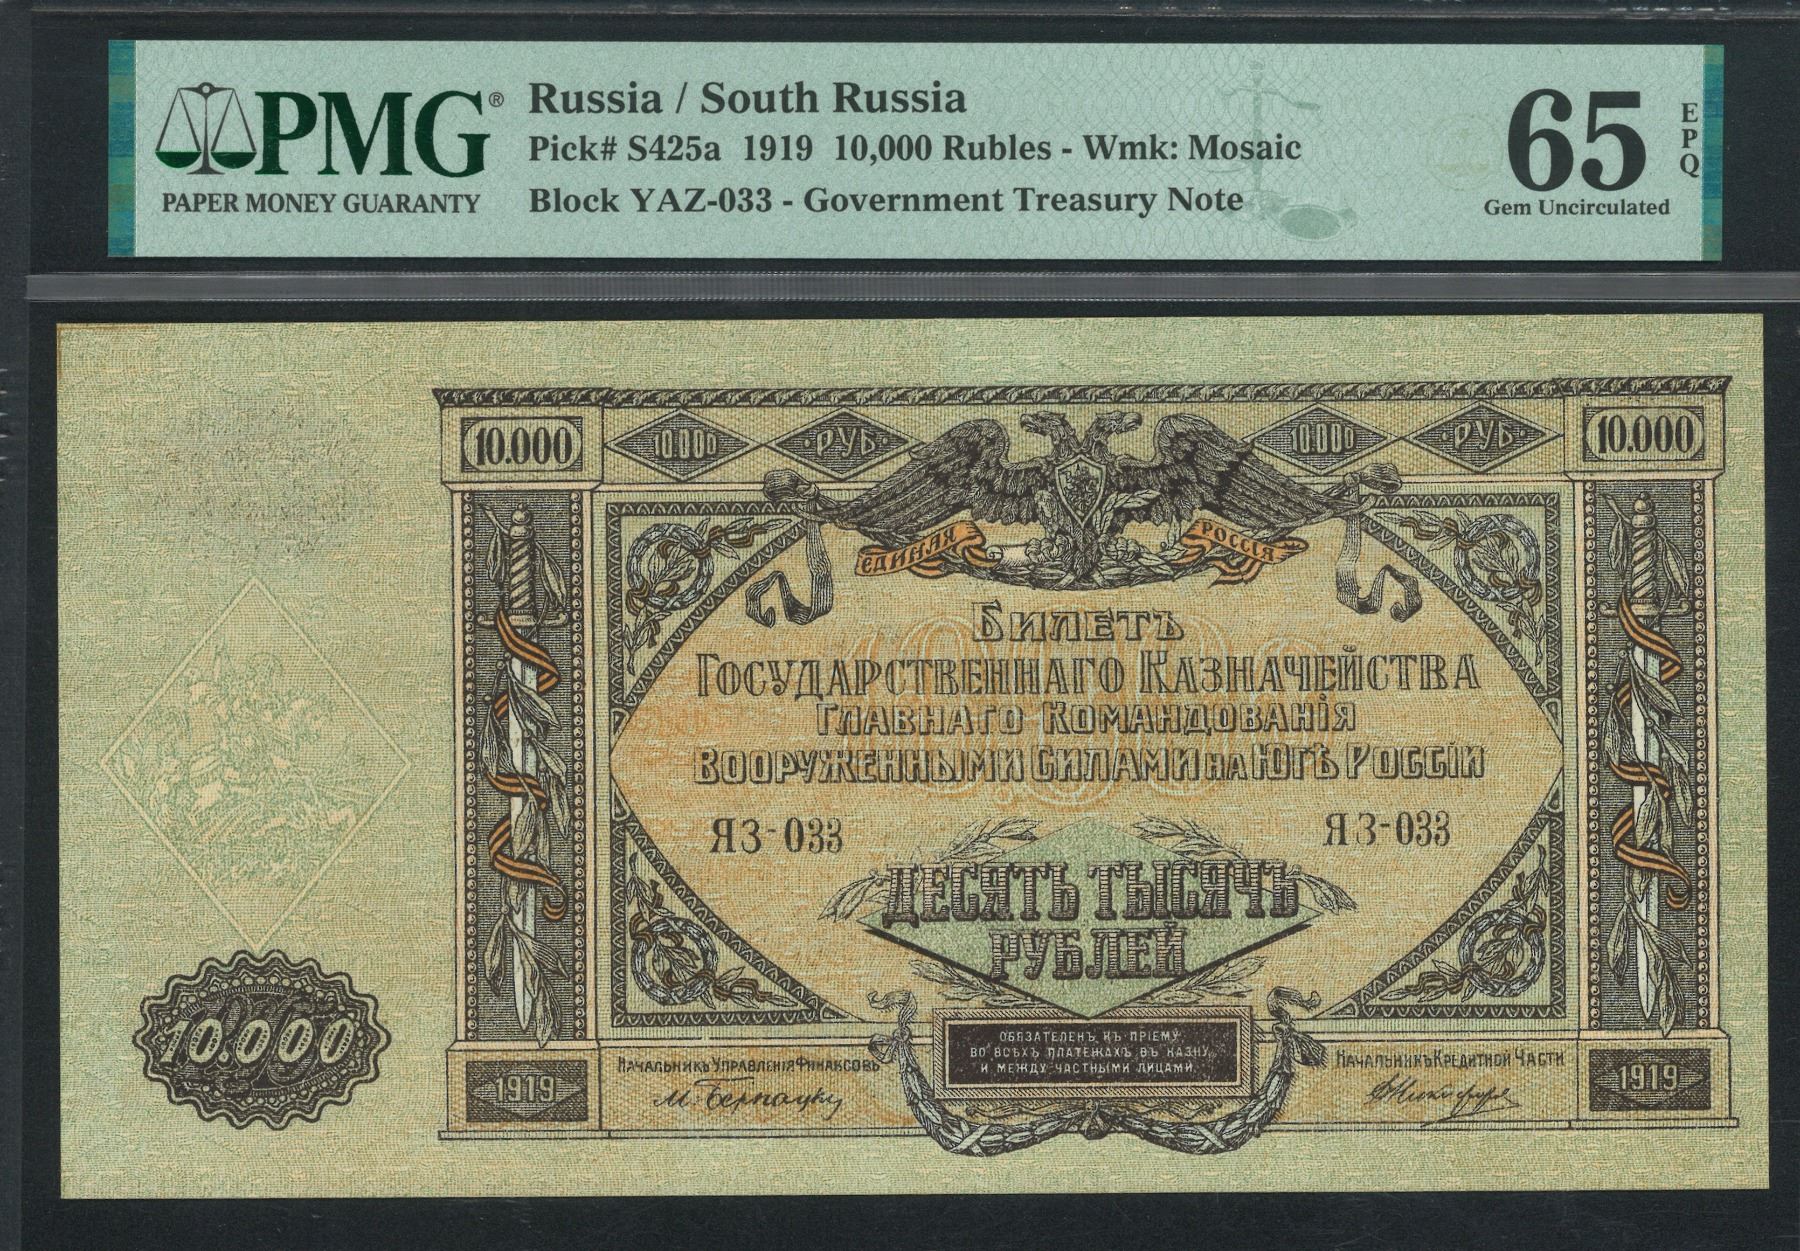 PMG®
PAPER MONEY GUARANTY
Russia / South Russia
Pick# S425a 1919 10,000 Rubles - Wmk: Mosaic
Block YAZ-033 - Government Treasury Note
65 EPQ
Gem Uncirculated
10.000 10.000 РУБ 10.000 РУБ 10.000
ЕДИНАЯ РОССІЯ
БИЛЕТЪ
ГОСУДАРСТВЕННАГО КАЗНАЧЕЙСТВА
ГЛАВНАГО КОМАНДОВАНІЯ
ВООРУЖЕННЫМИ СИЛАМИ НА ЮГѢ РОССІИ
ЯЗ-033 ЯЗ-033
ДЕСЯТЬ ТЫСЯЧЪ
РУБЛЕЙ
10.000
ОБЯЗАТЕЛЕНЪ КЪ ПРІЕМУ
ВО ВСѢХЪ ПЛАТЕЖАХЪ ВЪ КАЗНУ
И МЕЖДУ ЧАСТНЫМИ ЛИЦАМИ.
НАЧАЛЬНИКЪ УПРАВЛЕНІЯ ФИНАНСОВЪ
НАЧАЛЬНИКЪ КРЕДИТНОЙ ЧАСТИ
1919 1919